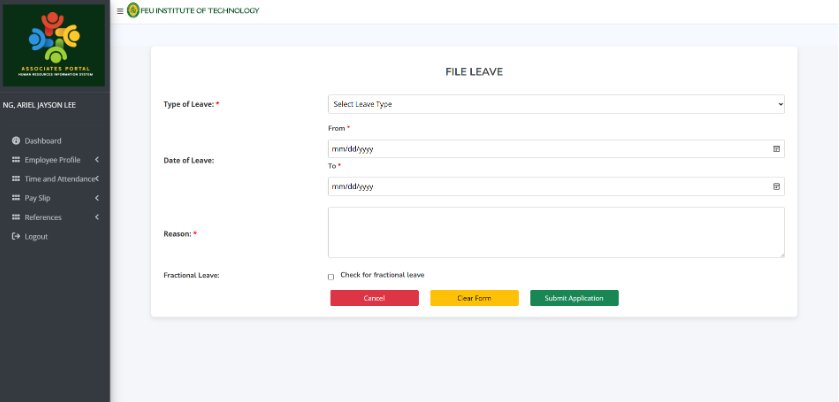 FEU INSTITUTE OF TECHNOLOGY
ASSOCIATES PORTAL
HUMAN RESOURCES INFORMATION SYSTEM
NG, ARIEL JAYSON LEE
Dashboard
Employee Profile
Time and Attendance
Pay Slip
References
Logout
FILE LEAVE
Type of Leave: *
Select Leave Type
Date of Leave:
From *
mm/dd/yyyy
To *
mm/dd/yyyy
Reason: *
Fractional Leave:
Check for fractional leave
Cancel
Clear Form
Submit Application